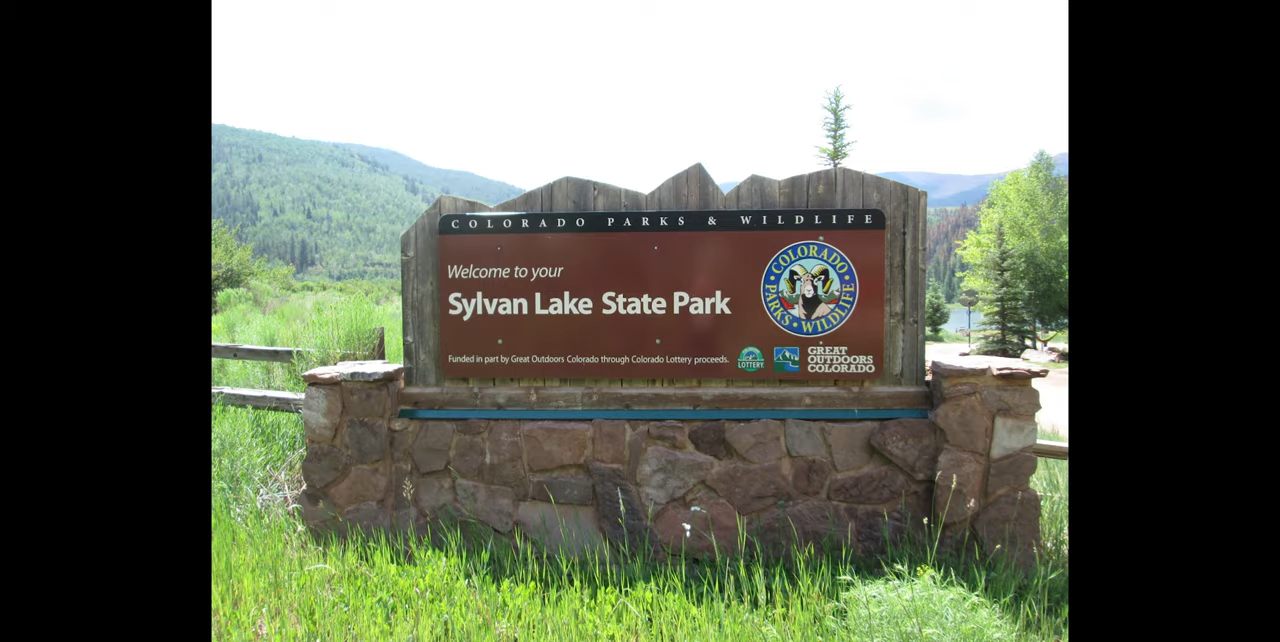 COLORADO PARKS & WILDLIFE
Welcome to your
Sylvan Lake State Park
COLORADO
PARKS • WILDLIFE
Funded in part by Great Outdoors Colorado through Colorado Lottery proceeds.
LOTTERY
GREAT
OUTDOORS
COLORADO